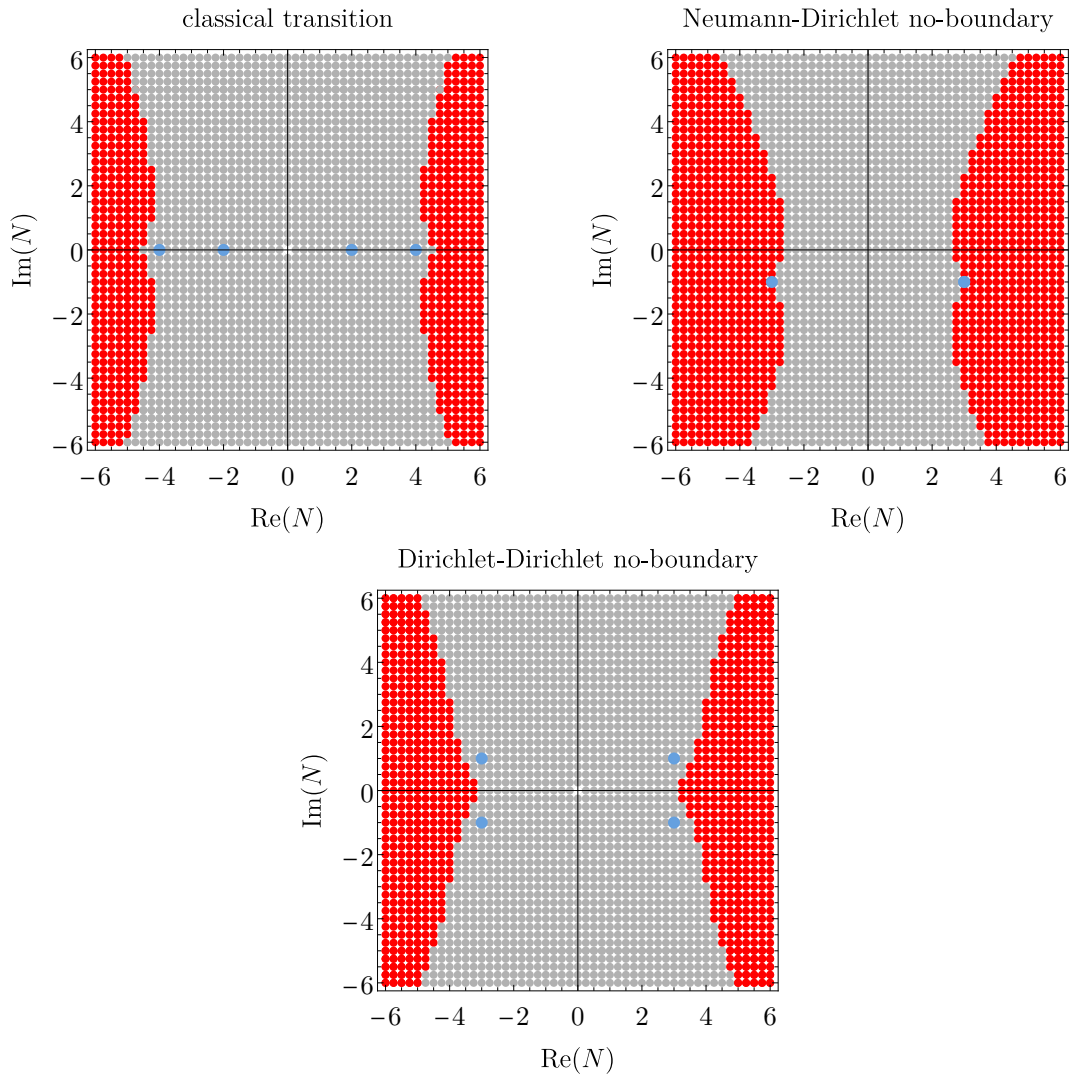 classical transition
6
4
2
0
−2
−4
−6
−6 −4 −2 0 2 4 6
Im(N)
Re(N)
Neumann-Dirichlet no-boundary
6
4
2
0
−2
−4
−6
−6 −4 −2 0 2 4 6
Im(N)
Re(N)
Dirichlet-Dirichlet no-boundary
6
4
2
0
−2
−4
−6
−6 −4 −2 0 2 4 6
Im(N)
Re(N)